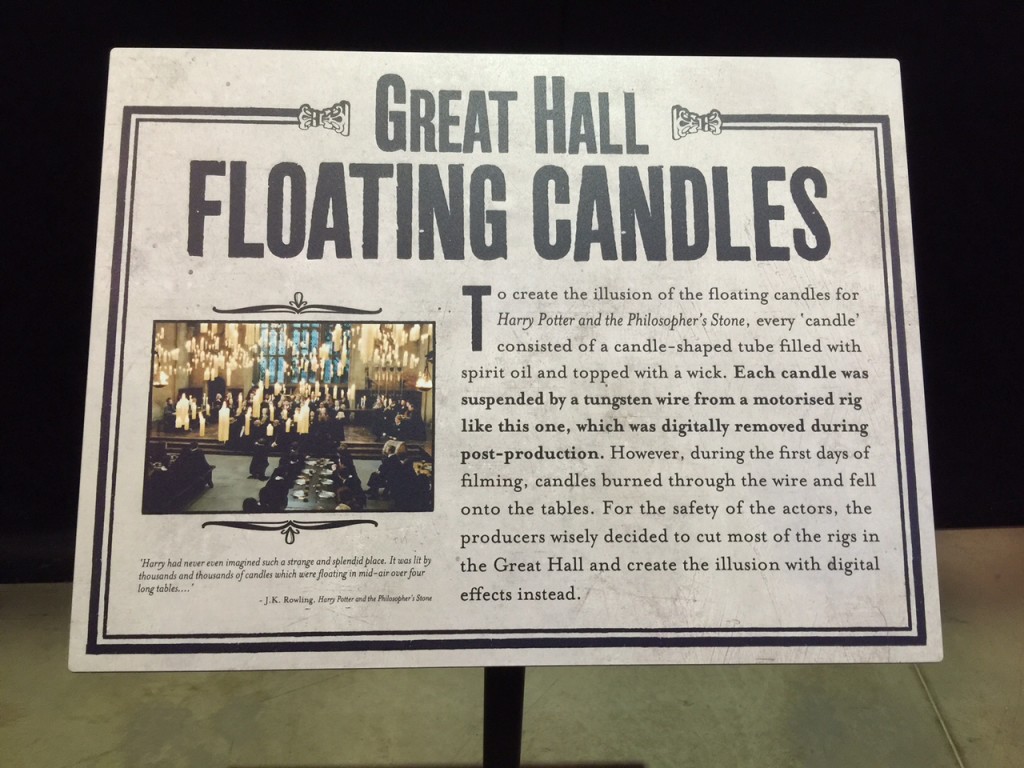 GREAT HALL
FLOATING CANDLES
To create the illusion of the floating candles for
Harry Potter and the Philosopher's Stone, every 'candle'
consisted of a candle-shaped tube filled with
spirit oil and topped with a wick. Each candle was
suspended by a tungsten wire from a motorised rig
like this one, which was digitally removed during
post-production. However, during the first days of
filming, candles burned through the wire and fell
onto the tables. For the safety of the actors, the
producers wisely decided to cut most of the rigs in
the Great Hall and create the illusion with digital
effects instead.
'Harry had never even imagined such a strange and splendid place. It was lit by
thousands and thousands of candles which were floating in mid-air over four
long tables....'
- J.K. Rowling. Harry Potter and the Philosopher's Stone